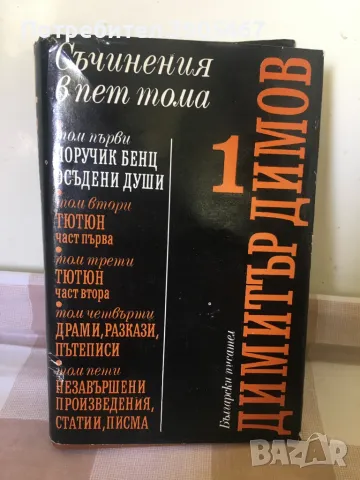 Съчинения
в пет тома
том първи
ПОРУЧИК БЕНЦ
ОСЪДЕНИ ДУШИ
том втори
ТЮТЮН
ЧАСТ ПЪРВА
том трети
ТЮТЮН
ЧАСТ ВТОРА
том четвърти
ДРАМИ, РАЗКАЗИ,
ПЪТЕПИСИ
том пети
НЕЗАВЪРШЕНИ
ПРОИЗВЕДЕНИЯ,
СТАТИИ, ПИСМА
1
Български писател
ДИМИТЪР ДИМОВ
BAZAR
bg